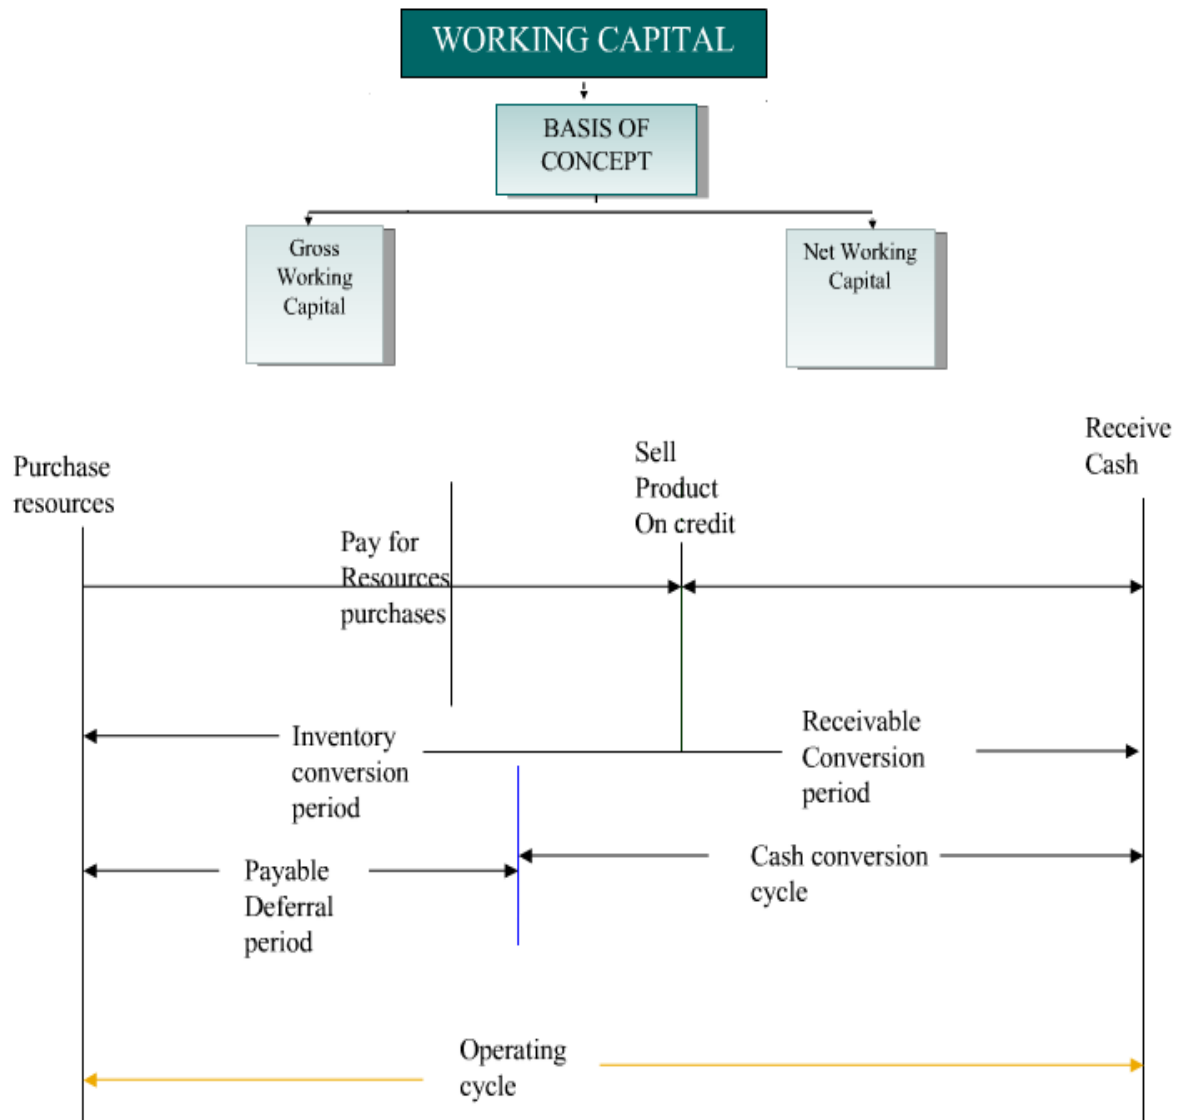 WORKING CAPITAL
BASIS OF
CONCEPT
Gross
Working
Capital
Net Working
Capital
Purchase
resources
Pay for
Resources
purchases
Sell
Product
On credit
Receive
Cash
Inventory
conversion
period
Receivable
Conversion
period
Payable
Deferral
period
Cash conversion
cycle
Operating
cycle